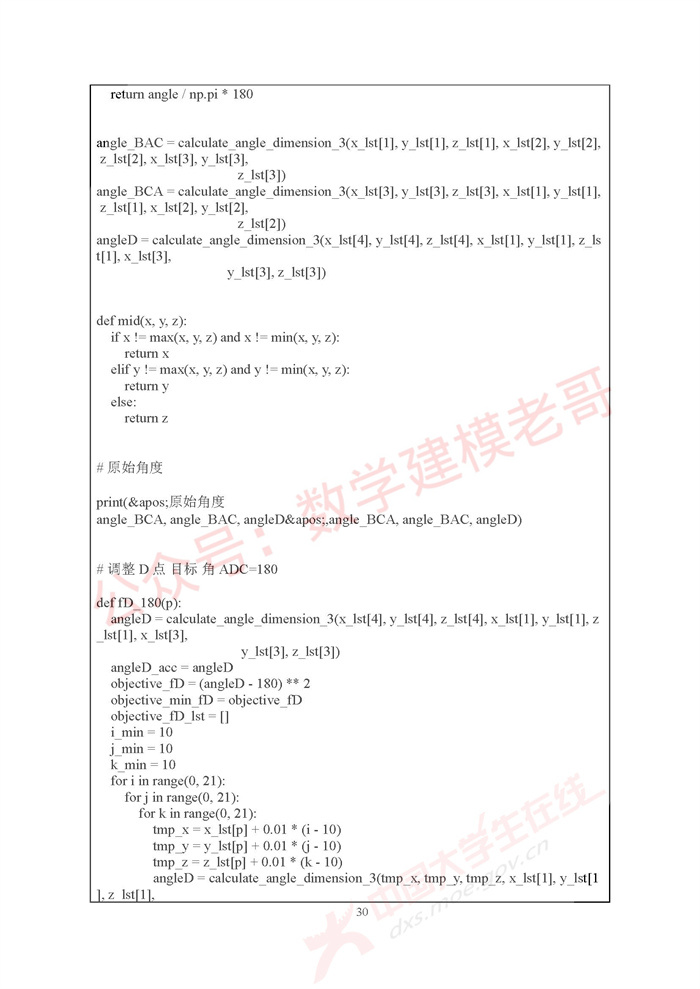 return angle / np.pi * 180
angle_BAC = calculate_angle_dimension_3(x_lst[1], y_lst[1], z_lst[1], x_lst[2], y_lst[2],
z_lst[2], x_lst[3], y_lst[3],
z_lst[3])
angle_BCA = calculate_angle_dimension_3(x_lst[3], y_lst[3], z_lst[3], x_lst[1], y_lst[1],
z_lst[1], x_lst[2], y_lst[2],
z_lst[2])
angleD = calculate_angle_dimension_3(x_lst[4], y_lst[4], z_lst[4], x_lst[1], y_lst[1], z_ls
t[1], x_lst[3],
y_lst[3], z_lst[3])
def mid(x, y, z):
if x != max(x, y, z) and x != min(x, y, z):
return x
elif y != max(x, y, z) and y != min(x, y, z):
return y
else:
return z
# 原始角度
print(&apos;原始角度
angle_BCA, angle_BAC, angleD&apos;,angle_BCA, angle_BAC, angleD)
# 调整 D 点 目标 角 ADC=180
def fD_180(p):
angleD = calculate_angle_dimension_3(x_lst[4], y_lst[4], z_lst[4], x_lst[1], y_lst[1], z
_lst[1], x_lst[3],
y_lst[3], z_lst[3])
angleD_acc = angleD
objective_fD = (angleD - 180) ** 2
objective_min_fD = objective_fD
objective_fD_lst = []
i_min = 10
j_min = 10
k_min = 10
for i in range(0, 21):
for j in range(0, 21):
for k in range(0, 21):
tmp_x = x_lst[p] + 0.01 * (i - 10)
tmp_y = y_lst[p] + 0.01 * (j - 10)
tmp_z = z_lst[p] + 0.01 * (k - 10)
angleD = calculate_angle_dimension_3(tmp_x, tmp_y, tmp_z, x_lst[1], y_lst[1
], z_lst[1],
30
公众号：数学建模老哥
中国大学生在线
dxs.moe.gov.cn